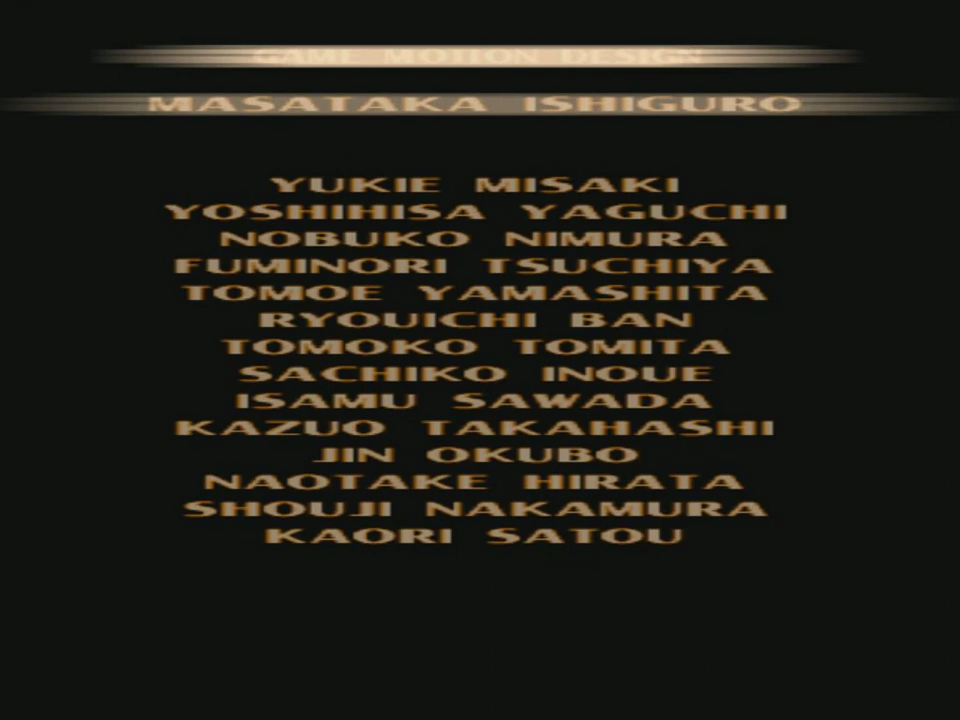 GAME MOTION DESIGN
MASATAKA ISHIGURO
YUKIE MISAKI
YOSHIHISA YAGUCHI
NOBUKO NIMURA
FUMINORI TSUCHIYA
TOMOE YAMASHITA
RYOUICHI BAN
TOMOKO TOMITA
SACHIKO INOUE
ISAMU SAWADA
KAZUO TAKAHASHI
JIN OKUBO
NAOTAKE HIRATA
SHOUJI NAKAMURA
KAORI SATOU